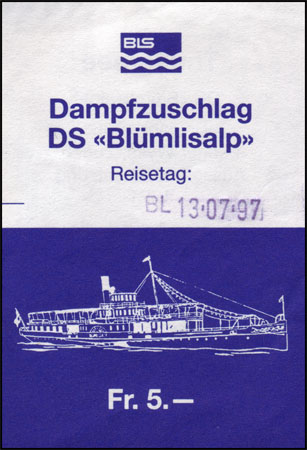 BLS
Dampfzuschlag
DS «Blümlisalp»
Reisetag:
BL 13·07·97
Fr. 5.—